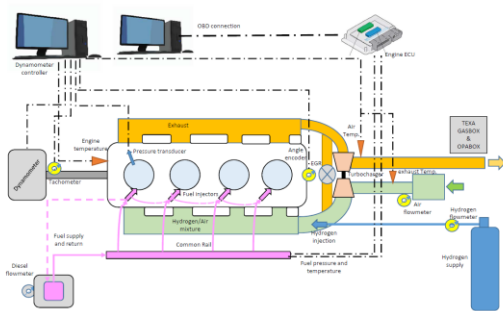 OBD connection
Engine ECU
Dynamometer
controller
Exhaust
Air
Temp.
TEXA
GASBOX
&
OPABOX
Engine
temperature
Pressure transducer
Angle
encoder
EGR
Turbocharger
exhaust Temp.
Dynamometer
Tachometer
Fuel injectors
Air
flowmeter
Hydrogen flowmeter
Hydrogen/Air
mixture
Hydrogen
injection
Fuel supply
and return
Common Rail
Hydrogen
supply
Fuel pressure and
temperature
Diesel
flowmeter